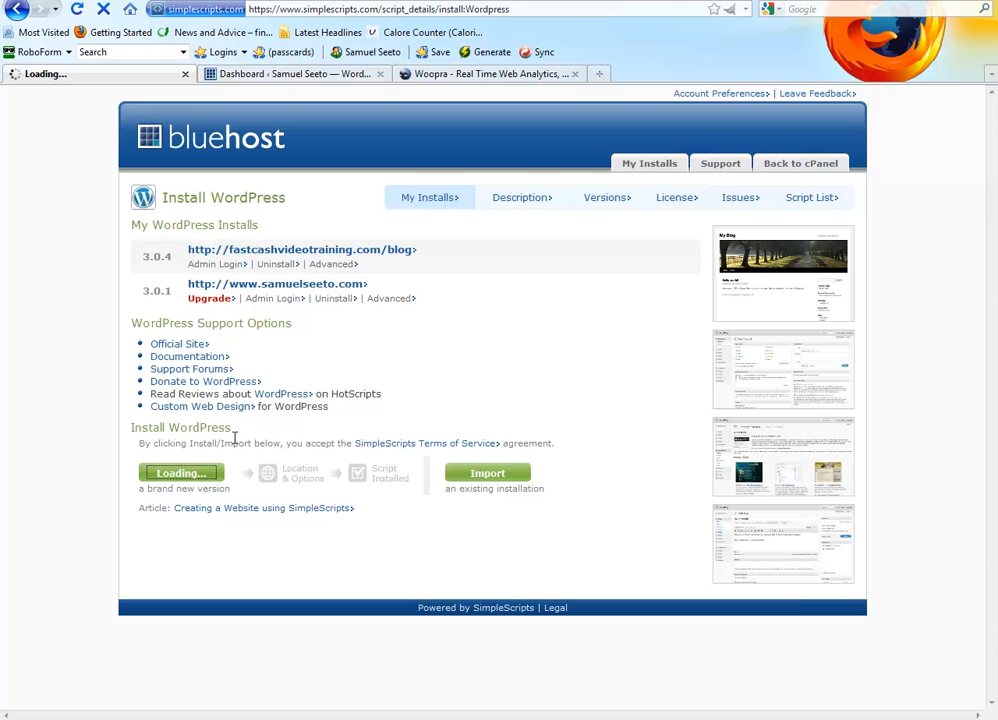 simplescripts.com https://www.simplescripts.com/script_details/install:Wordpress
Google
Most Visited Getting Started News and Advice – fin... Latest Headlines Calore Counter (Calori...
RoboForm Search Logins (passcards) Samuel Seeto Save Generate Sync
Loading... Dashboard ‹ Samuel Seeto — Word... Woopra - Real Time Web Analytics, ...
Account Preferences | Leave Feedback
bluehost
My Installs Support Back to cPanel
Install WordPress
My Installs Description Versions License Issues Script List
My WordPress Installs
3.0.4 http://fastcashvideotraining.com/blog
Admin Login | Uninstall | Advanced
3.0.1 http://www.samuelseeto.com
Upgrade | Admin Login | Uninstall | Advanced
WordPress Support Options
Official Site
Documentation
Support Forums
Donate to WordPress
Read Reviews about WordPress on HotScripts
Custom Web Design for WordPress
Install WordPress
By clicking Install/Import below, you accept the SimpleScripts Terms of Service agreement.
Loading... Location & Options Script Installed Import
a brand new version an existing installation
Article: Creating a Website using SimpleScripts
My Blog
Powered by SimpleScripts | Legal